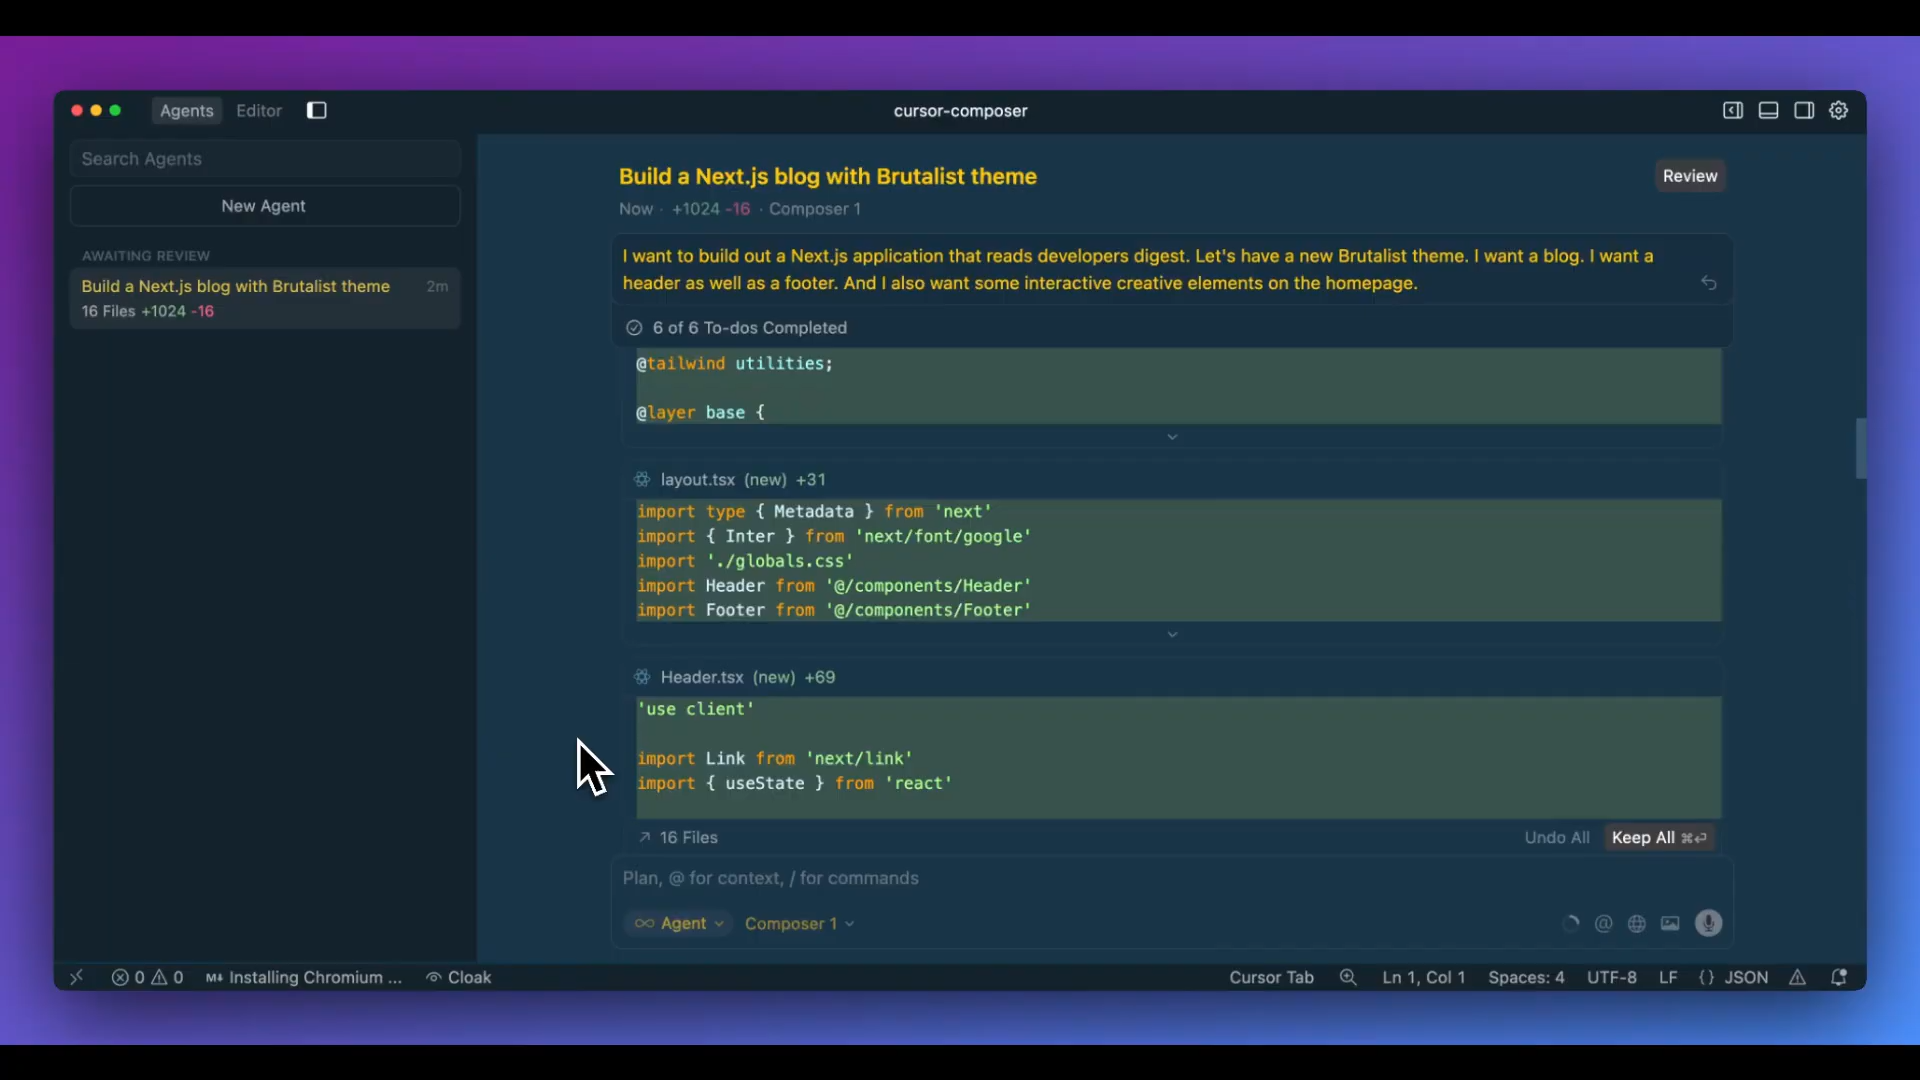 Agents Editor
cursor-composer
Search Agents
New Agent
AWAITING REVIEW
Build a Next.js blog with Brutalist theme 2m
16 Files +1024 -16
Build a Next.js blog with Brutalist theme
Review
Now · +1024 -16 · Composer 1
I want to build out a Next.js application that reads developers digest. Let's have a new Brutalist theme. I want a blog. I want a
header as well as a footer. And I also want some interactive creative elements on the homepage.
6 of 6 To-dos Completed
@tailwind utilities;
@layer base {
layout.tsx (new) +31
import type { Metadata } from 'next'
import { Inter } from 'next/font/google'
import './globals.css'
import Header from '@/components/Header'
import Footer from '@/components/Footer'
Header.tsx (new) +69
'use client'
import Link from 'next/link'
import { useState } from 'react'
16 Files
Undo All Keep All ⌘⏎
Plan, @ for context, / for commands
Agent Composer 1
0 0 M↓ Installing Chromium ... Cloak
Cursor Tab Ln 1, Col 1 Spaces: 4 UTF-8 LF {} JSON